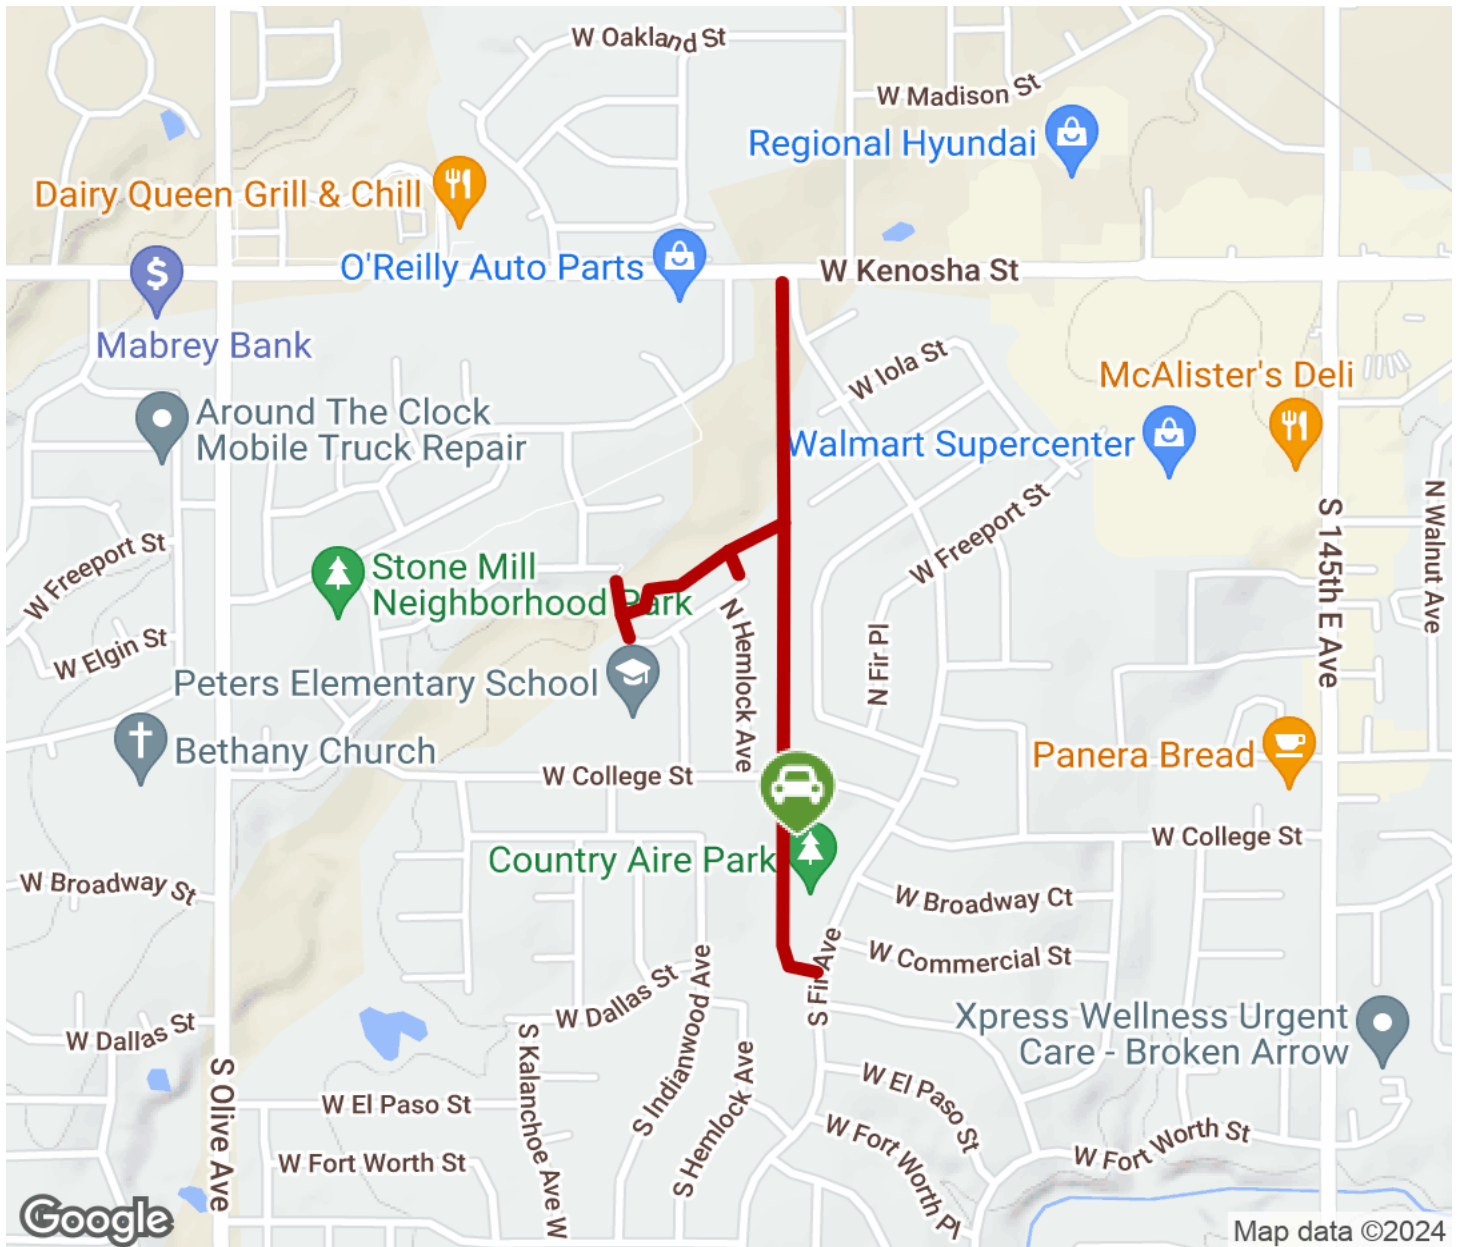 W Oakland St
W Madison St
Regional Hyundai
Dairy Queen Grill & Chill
O'Reilly Auto Parts
W Kenosha St
Mabrey Bank
W Iola St
McAlister's Deli
Around The Clock
Mobile Truck Repair
Walmart Supercenter
W Freeport St
N Walnut Ave
S 145th E Ave
W Freeport St
Stone Mill
Neighborhood Park
W Elgin St
N Hemlock Ave
N Fir Pl
Peters Elementary School
Bethany Church
Panera Bread
W College St
W College St
Country Aire Park
W Broadway St
W Broadway Ct
W Commercial St
S Fir Ave
W Dallas St
W Dallas St
S Indianwood Ave
Xpress Wellness Urgent
Care - Broken Arrow
S Olive Ave
S Kalanchoe Ave W
S Hemlock Ave
W El Paso St
W El Paso St
W Fort Worth St
W Fort Worth Pl
W Fort Worth St
Google
Map data ©2024